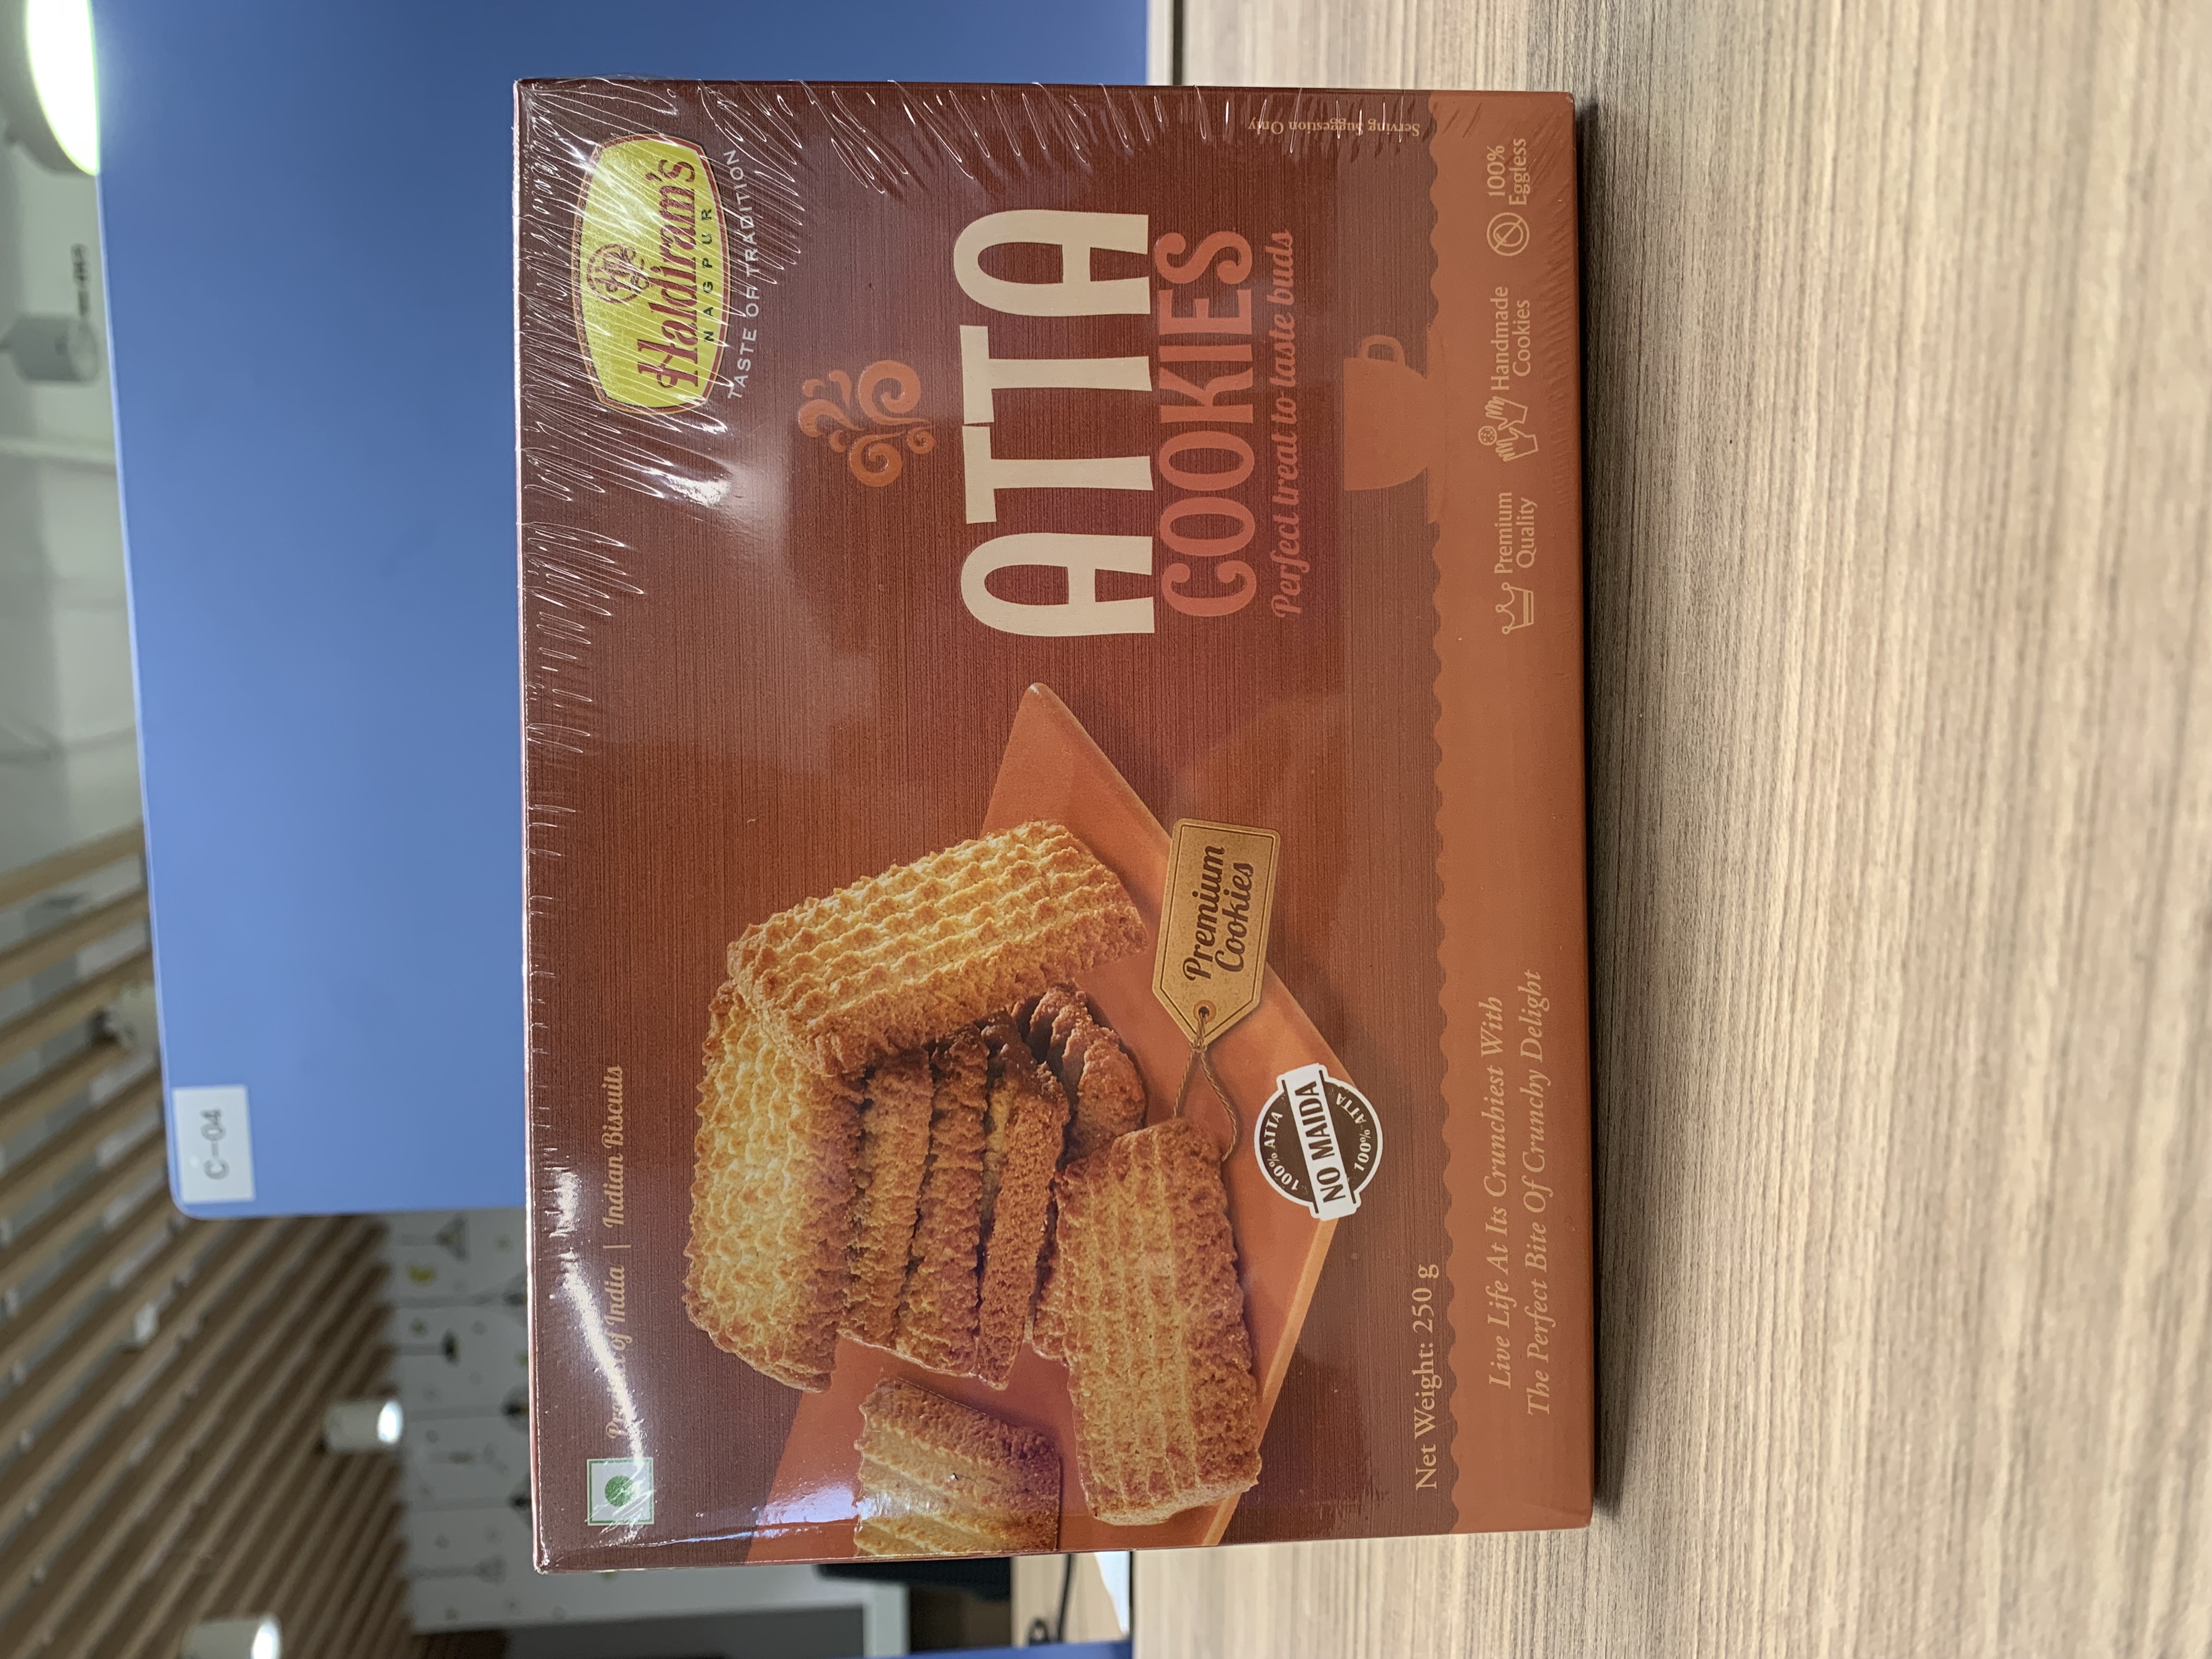 C-04
Product of India | Indian Biscuits
Haldiram's
NAGPUR
TASTE OF TRADITION
ATTA
COOKIES
Perfect treat to taste buds
Premium
Cookies
100% ATTA
NO MAIDA
100% ATTA
Serving Suggestion Only
Net Weight: 250 g
Live Life At Its Crunchiest With
The Perfect Bite Of Crunchy Delight
Premium
Quality
Handmade
Cookies
100%
Eggless